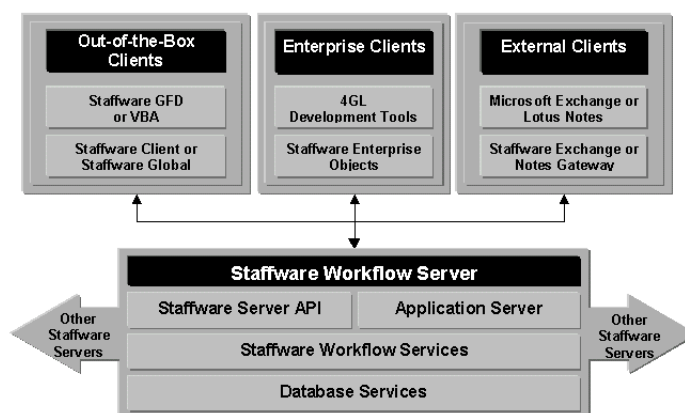 Out-of-the-Box
Clients
Staffware GFD
or VBA
Staffware Client or
Staffware Global
Enterprise Clients
4GL
Development Tools
Staffware Enterprise
Objects
External Clients
Microsoft Exchange or
Lotus Notes
Staffware Exchange or
Notes Gateway
Staffware Workflow Server
Staffware Server API
Application Server
Staffware Workflow Services
Database Services
Other
Staffware
Servers
Other
Staffware
Servers